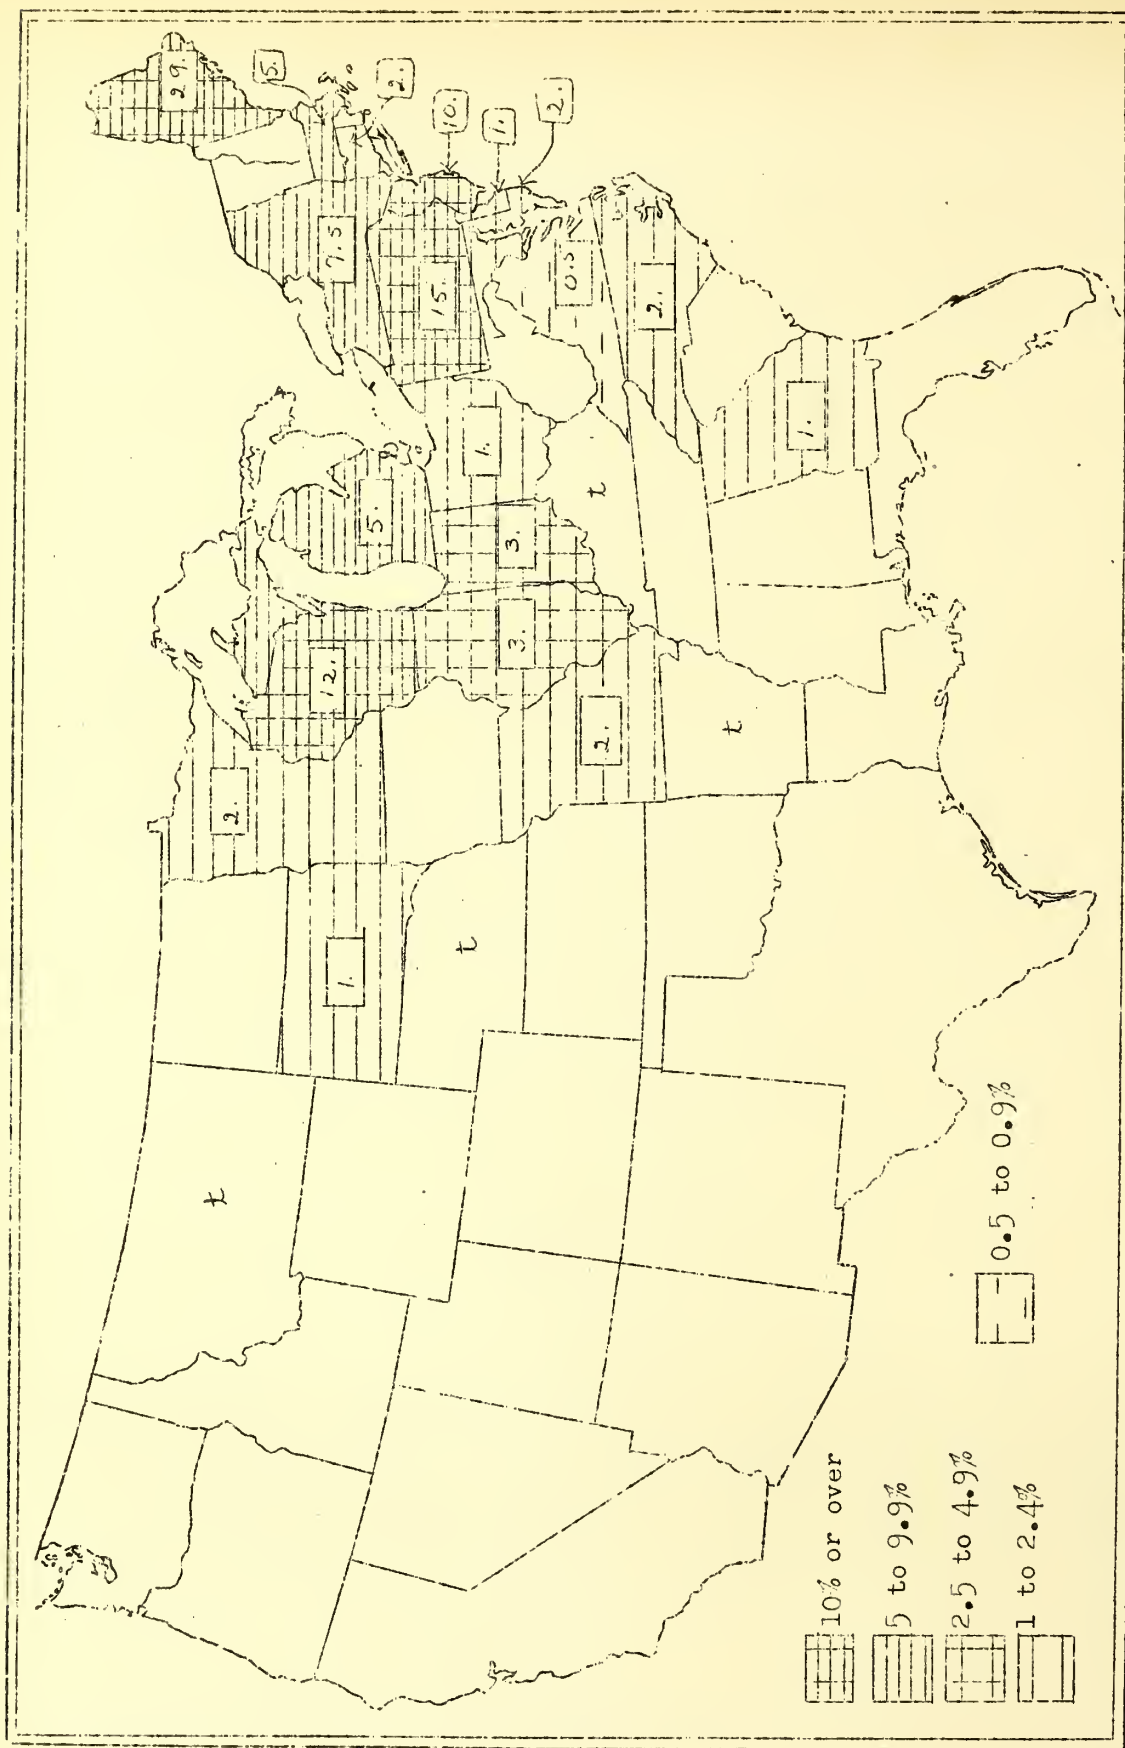 29.
5.
2.
7.5
10.
15.
1.
2.
0.5
2.
1.
1.
5.
3.
3.
12.
2.
2.
1.
t
t
t
t
10% or over
5 to 9.9%
2.5 to 4.9%
1 to 2.4%
0.5 to 0.9%